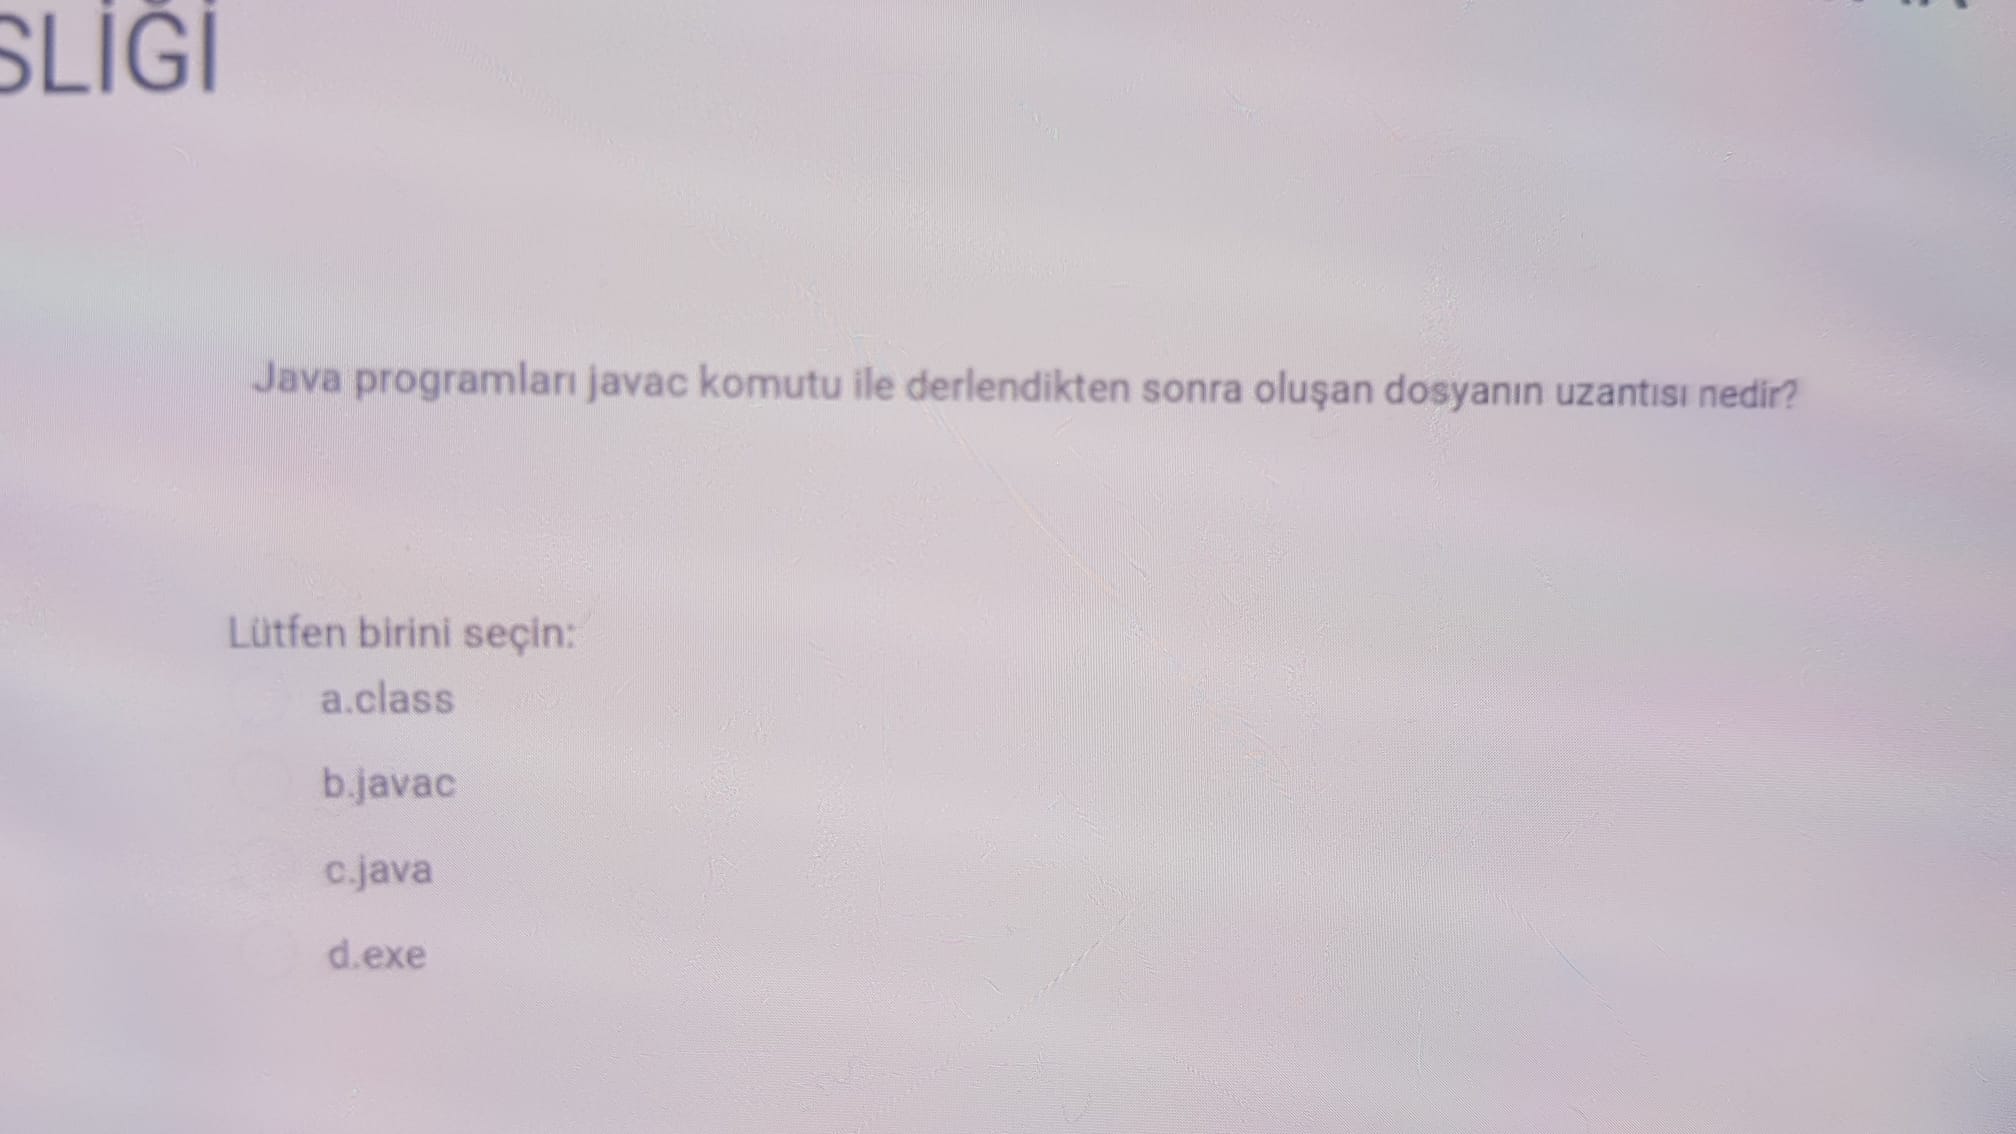 SLİĞİ
Java programları javac komutu ile derlendikten sonra oluşan dosyanın uzantısı nedir?
Lütfen birini seçin:
a.class
b.javac
c.java
d.exe